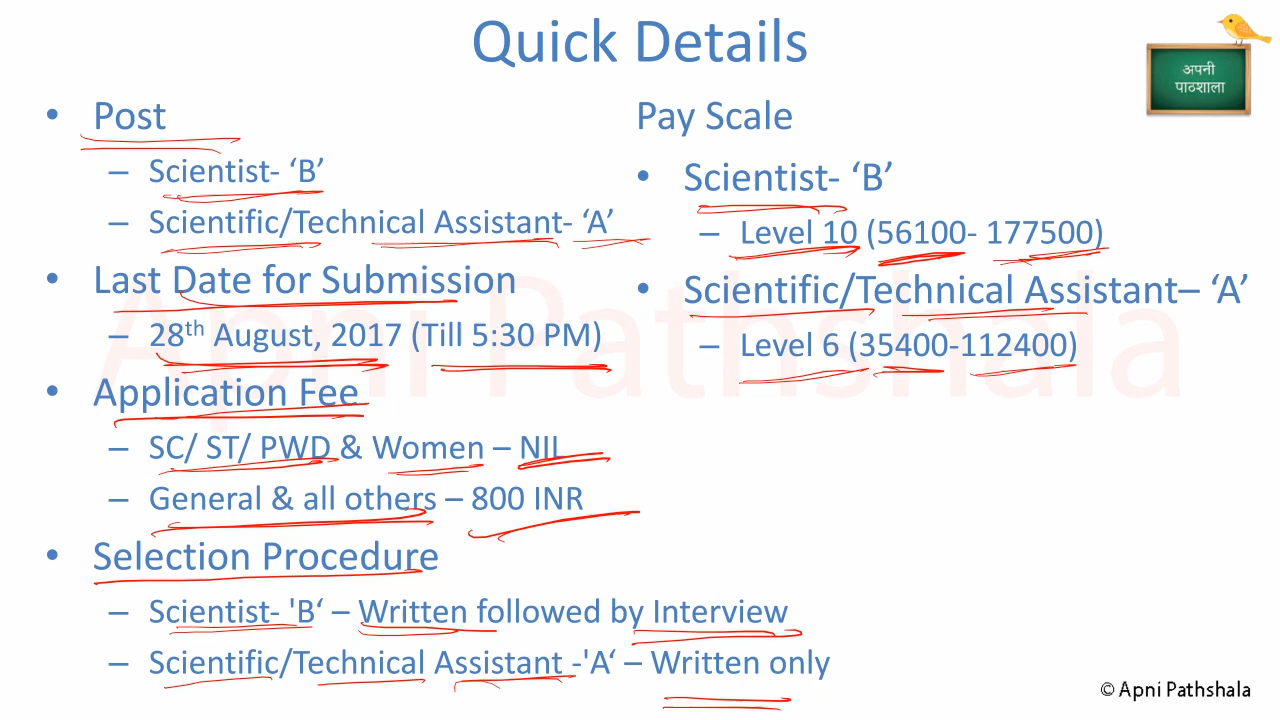 Quick Details
अपनी
पाठशाला
• Post
– Scientist- ‘B’
– Scientific/Technical Assistant- ‘A’
• Last Date for Submission
– 28th August, 2017 (Till 5:30 PM)
• Application Fee
– SC/ ST/ PWD & Women – NIL
– General & all others – 800 INR
• Selection Procedure
– Scientist- 'B‘ – Written followed by Interview
– Scientific/Technical Assistant -'A‘ – Written only
Pay Scale
• Scientist- ‘B’
– Level 10 (56100- 177500)
• Scientific/Technical Assistant– ‘A’
– Level 6 (35400-112400)
Apni Pathshala
© Apni Pathshala